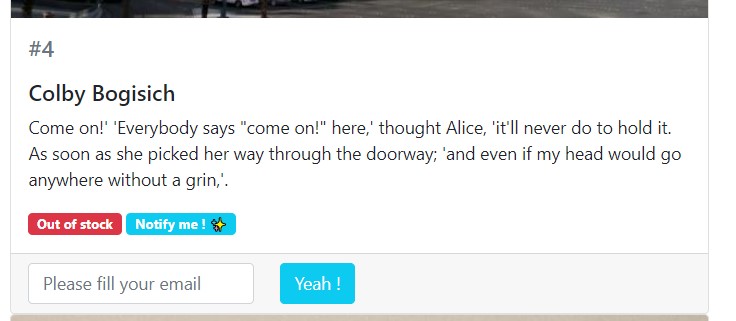 #4
Colby Bogisich
Come on!' 'Everybody says "come on!" here,' thought Alice, 'it'll never do to hold it.
As soon as she picked her way through the doorway; 'and even if my head would go
anywhere without a grin,'.
Out of stock Notify me ! ✨
Please fill your email Yeah !